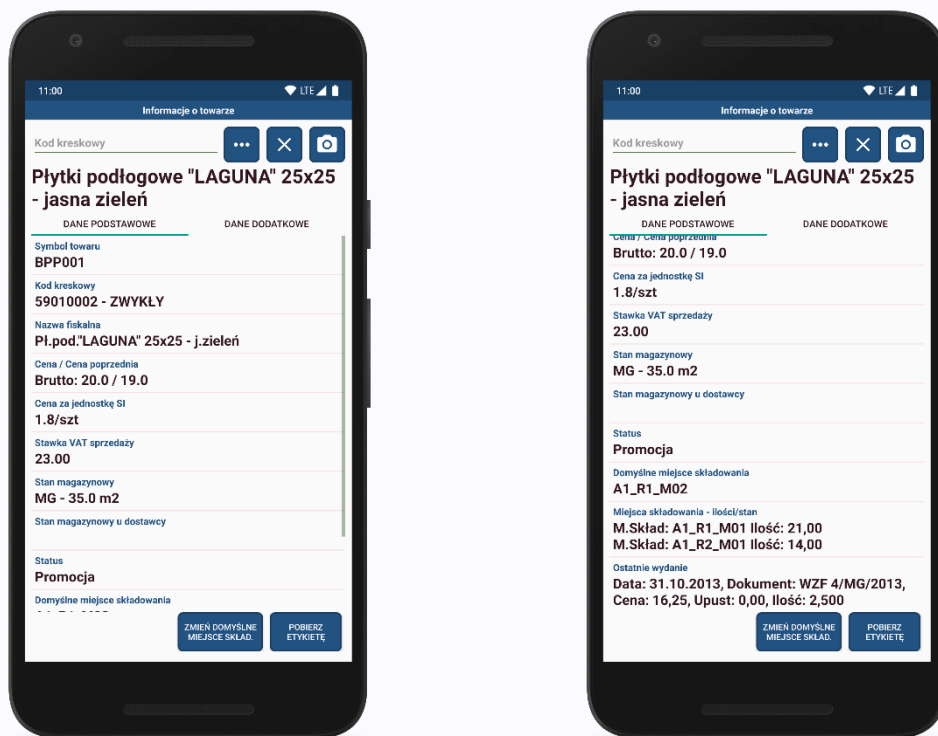 11:00
LTE
Informacje o towarze
Kod kreskowy
Płytki podłogowe "LAGUNA" 25x25
- jasna zieleń
DANE PODSTAWOWE DANE DODATKOWE
Symbol towaru
BPP001
Kod kreskowy
59010002 - ZWYKŁY
Nazwa fiskalna
Pł.pod."LAGUNA" 25x25 - j.zieleń
Cena / Cena poprzednia
Brutto: 20.0 / 19.0
Cena za jednostkę SI
1.8/szt
Stawka VAT sprzedaży
23.00
Stan magazynowy
MG - 35.0 m2
Stan magazynowy u dostawcy
Status
Promocja
Domyślne miejsce składowania
ZMIEŃ DOMYŚLNE
MIEJSCE SKŁAD.
POBIERZ
ETYKIETĘ
11:00
LTE
Informacje o towarze
Kod kreskowy
Płytki podłogowe "LAGUNA" 25x25
- jasna zieleń
DANE PODSTAWOWE DANE DODATKOWE
Cena / Cena poprzednia
Brutto: 20.0 / 19.0
Cena za jednostkę SI
1.8/szt
Stawka VAT sprzedaży
23.00
Stan magazynowy
MG - 35.0 m2
Stan magazynowy u dostawcy
Status
Promocja
Domyślne miejsce składowania
A1_R1_M02
Miejsca składowania - ilości/stan
M.Skład: A1_R1_M01 Ilość: 21,00
M.Skład: A1_R2_M01 Ilość: 14,00
Ostatnie wydanie
Data: 31.10.2013, Dokument: WZF 4/MG/2013,
Cena: 16,25, Upust: 0,00, Ilość: 2,500
ZMIEŃ DOMYŚLNE
MIEJSCE SKŁAD.
POBIERZ
ETYKIETĘ